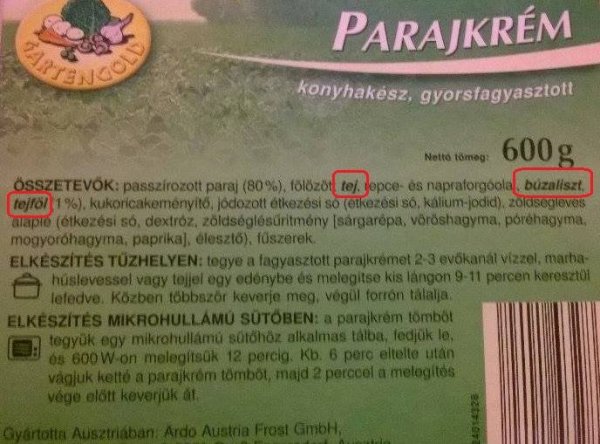 GARTENGOLD
PARAJKRÉM
konyhakész, gyorsfagyasztott
Nettó tömeg: 600 g
ÖSSZETEVŐK: passzírozott paraj (80%), fölözött tej, repce- és napraforgóolaj, búzaliszt,
tejföl (1%), kukoricakeményítő, jódozott étkezési só (étkezési só, kálium-jodid), zöldségleves
alaplé (étkezési só, dextróz, zöldséglésűrítmény [sárgarépa, vöröshagyma, póréhagyma,
mogyoróhagyma, paprika], élesztő), fűszerek.
ELKÉSZÍTÉS TŰZHELYEN: tegye a fagyasztott parajkrémet 2-3 evőkanál vízzel, marha-
húslevessel vagy tejjel egy edénybe és melegítse kis lángon 9-11 percen keresztül
lefedve. Közben többször keverje meg, végül forrón tálalja.
ELKÉSZÍTÉS MIKROHULLÁMÚ SÜTŐBEN: a parajkrém tömböt
tegyük egy mikrohullámú sütőhöz alkalmas tálba, fedjük le,
és 600 W-on melegítsük 12 percig. Kb. 6 perc eltelte után
vágjuk ketté a parajkrém tömböt, majd 2 perccel a melegítés
vége előtt keverjük át.
Gyártotta Ausztriában: Ardo Austria Frost GmbH,